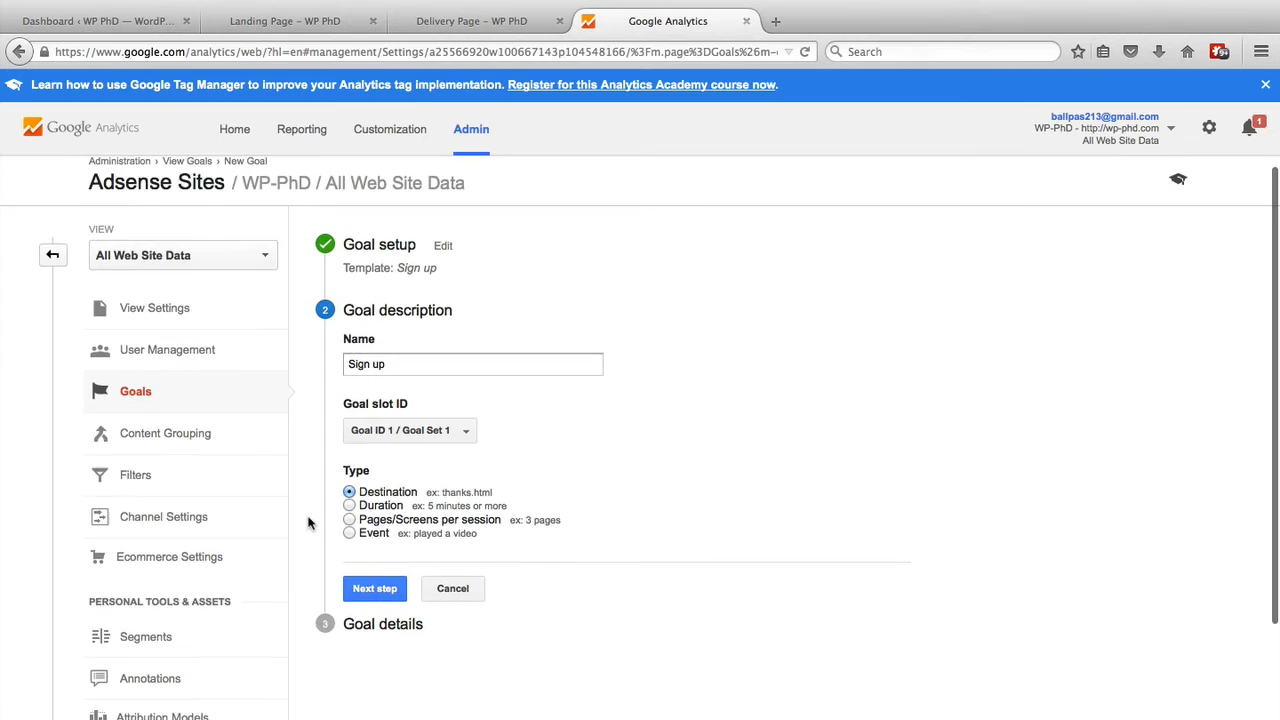 Dashboard ‹ WP PhD — WordP...
Landing Page – WP PhD
Delivery Page – WP PhD
Google Analytics
https://www.google.com/analytics/web/?hl=en#management/Settings/a25566920w100667143p104548166/%3Fm.page%3DGoals%26m-
Search
94
Learn how to use Google Tag Manager to improve your Analytics tag implementation. Register for this Analytics Academy course now.
Google Analytics
Home
Reporting
Customization
Admin
ballpas213@gmail.com
WP-PhD - http://wp-phd.com
All Web Site Data
1
Administration › View Goals › New Goal
Adsense Sites / WP-PhD / All Web Site Data
VIEW
All Web Site Data
View Settings
User Management
Goals
Content Grouping
Filters
Channel Settings
Ecommerce Settings
PERSONAL TOOLS & ASSETS
Segments
Annotations
Attribution Models
Goal setup Edit
Template: Sign up
2 Goal description
Name
Sign up
Goal slot ID
Goal ID 1 / Goal Set 1
Type
Destination ex: thanks.html
Duration ex: 5 minutes or more
Pages/Screens per session ex: 3 pages
Event ex: played a video
Next step
Cancel
3 Goal details